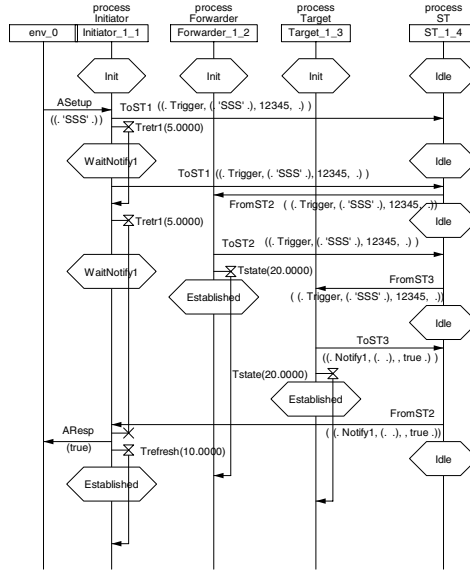 process process process process
Initiator Forwarder Target ST
env_0 Initiator_1_1 Forwarder_1_2 Target_1_3 ST_1_4
Init Init Init Idle
ASetup ToST1 ((. Trigger, (. 'SSS' .), 12345, .) )
((. 'SSS' .)
Tretr1(5.0000)
WaitNotify1 Idle
ToST1 ((. Trigger, (. 'SSS' .), 12345, .) )
FromST2 ( (. Trigger, (. 'SSS' .), 12345, .)
Tretr1(5.0000) Idle
ToST2 ((. Trigger, (. 'SSS' .), 12345, .) )
WaitNotify1 Tstate(20.0000)
FromST3
Established ( (. Trigger, (. 'SSS' .), 12345, .)
Idle
ToST3
((. Notify1, (. .), , true .) )
Tstate(20.0000)
Established
FromST2
AResp ((. Notify1, (. .), , true .)
(true) Trefresh(10.0000)
Idle
Established